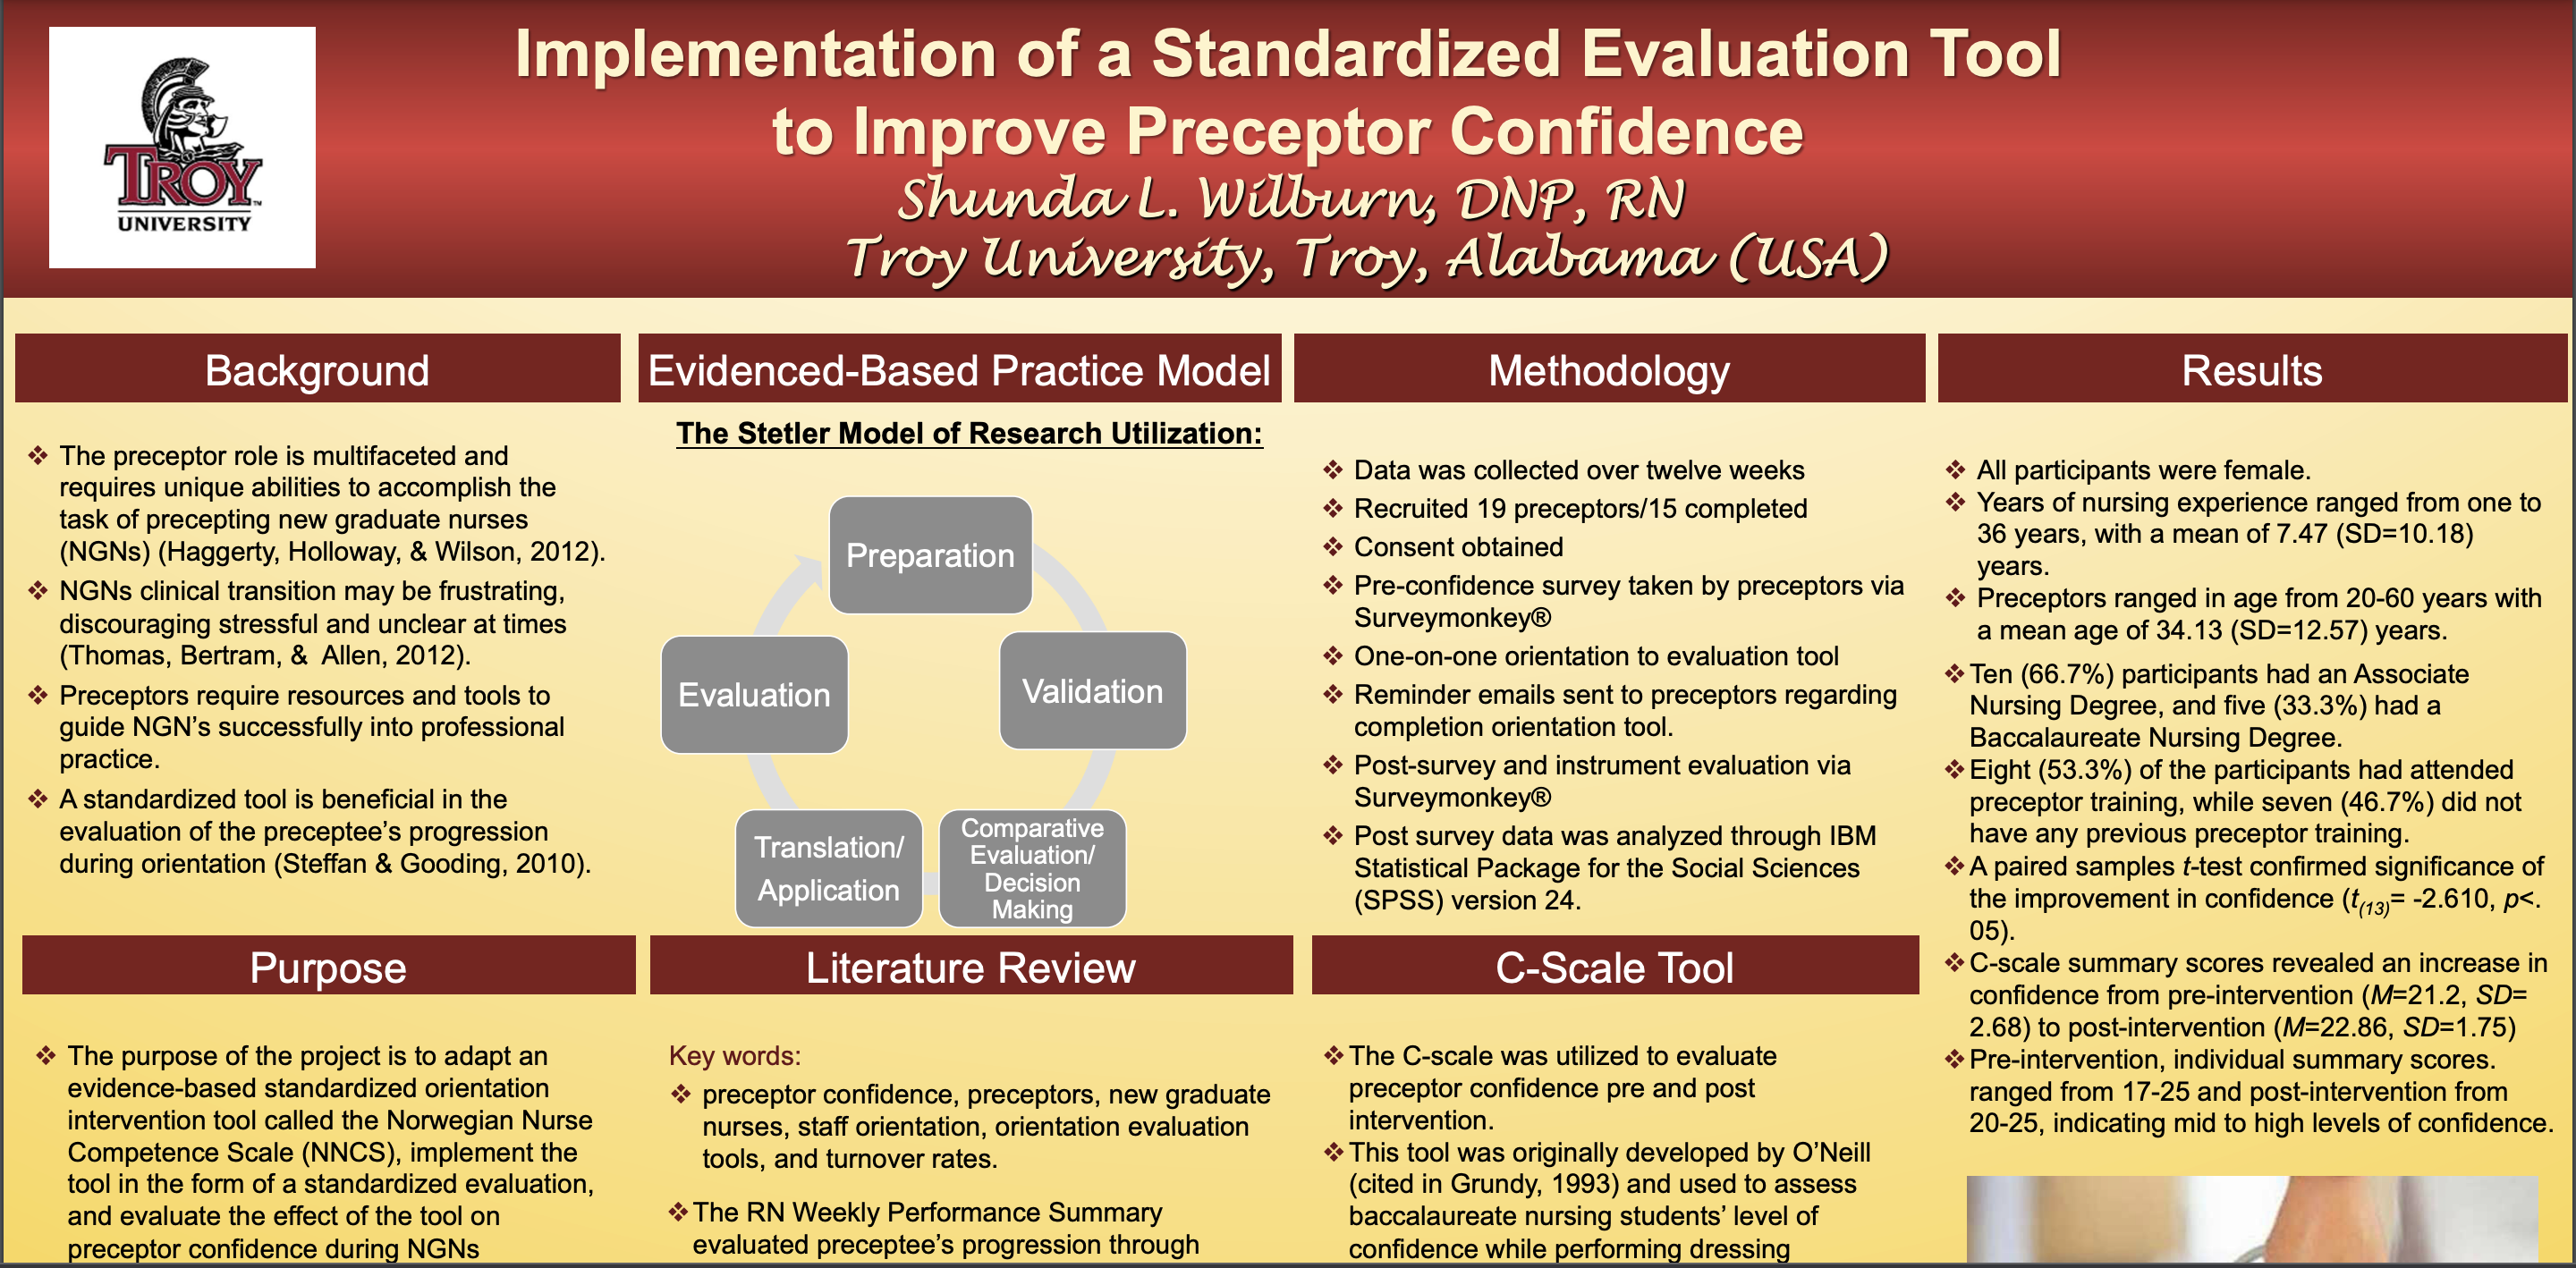 TROY™
UNIVERSITY
Implementation of a Standardized Evaluation Tool
to Improve Preceptor Confidence
Shunda L. Wilburn, DNP, RN
Troy University, Troy, Alabama (USA)
Background
❖ The preceptor role is multifaceted and
requires unique abilities to accomplish the
task of precepting new graduate nurses
(NGNs) (Haggerty, Holloway, & Wilson, 2012).
❖ NGNs clinical transition may be frustrating,
discouraging stressful and unclear at times
(Thomas, Bertram, & Allen, 2012).
❖ Preceptors require resources and tools to
guide NGN’s successfully into professional
practice.
❖ A standardized tool is beneficial in the
evaluation of the preceptee’s progression
during orientation (Steffan & Gooding, 2010).
Purpose
❖ The purpose of the project is to adapt an
evidence-based standardized orientation
intervention tool called the Norwegian Nurse
Competence Scale (NNCS), implement the
tool in the form of a standardized evaluation,
and evaluate the effect of the tool on
preceptor confidence during NGNs
Evidenced-Based Practice Model
The Stetler Model of Research Utilization:
Preparation
Validation
Comparative
Evaluation/
Decision
Making
Translation/
Application
Evaluation
Literature Review
Key words:
❖ preceptor confidence, preceptors, new graduate
nurses, staff orientation, orientation evaluation
tools, and turnover rates.
❖ The RN Weekly Performance Summary
evaluated preceptee’s progression through
Methodology
❖ Data was collected over twelve weeks
❖ Recruited 19 preceptors/15 completed
❖ Consent obtained
❖ Pre-confidence survey taken by preceptors via
Surveymonkey®
❖ One-on-one orientation to evaluation tool
❖ Reminder emails sent to preceptors regarding
completion orientation tool.
❖ Post-survey and instrument evaluation via
Surveymonkey®
❖ Post survey data was analyzed through IBM
Statistical Package for the Social Sciences
(SPSS) version 24.
C-Scale Tool
❖ The C-scale was utilized to evaluate
preceptor confidence pre and post
intervention.
❖ This tool was originally developed by O’Neill
(cited in Grundy, 1993) and used to assess
baccalaureate nursing students’ level of
confidence while performing dressing
Results
❖ All participants were female.
❖ Years of nursing experience ranged from one to
36 years, with a mean of 7.47 (SD=10.18)
years.
❖ Preceptors ranged in age from 20-60 years with
a mean age of 34.13 (SD=12.57) years.
❖ Ten (66.7%) participants had an Associate
Nursing Degree, and five (33.3%) had a
Baccalaureate Nursing Degree.
❖ Eight (53.3%) of the participants had attended
preceptor training, while seven (46.7%) did not
have any previous preceptor training.
❖ A paired samples t-test confirmed significance of
the improvement in confidence (t(13)= -2.610, p<.
05).
❖ C-scale summary scores revealed an increase in
confidence from pre-intervention (M=21.2, SD=
2.68) to post-intervention (M=22.86, SD=1.75)
❖ Pre-intervention, individual summary scores.
ranged from 17-25 and post-intervention from
20-25, indicating mid to high levels of confidence.